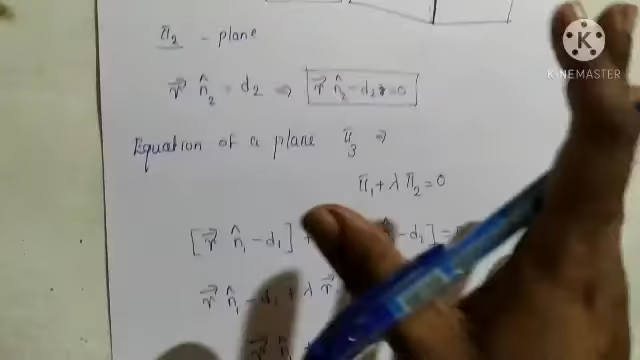 π2 - plane
K
KINEMASTER
r⃗ n̂2 = d2 ⇒ r⃗ n̂2 - d2 = 0
Equation of a plane π3 ⇒
π1 + λ π2 = 0
[r⃗ n̂1 - d1] + - d2] =
r⃗ n̂1 - d1 + λ r⃗
r⃗ n̂